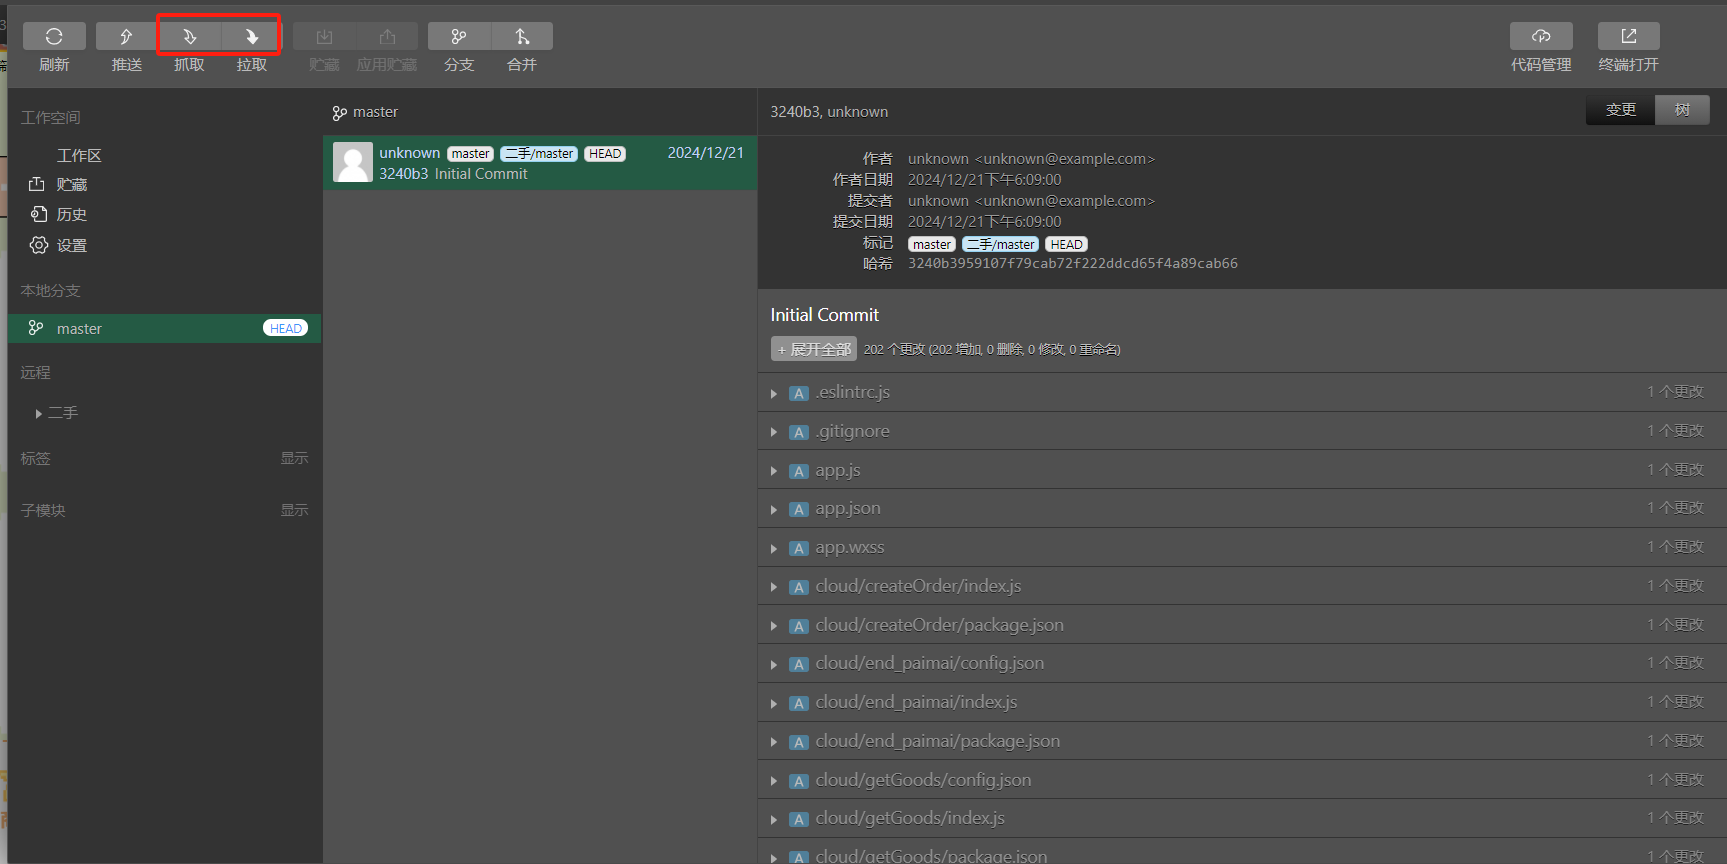 刷新 推送 抓取 拉取 贮藏 应用贮藏 分支 合并 代码管理 终端打开
工作空间
工作区
贮藏
历史
设置
本地分支
master HEAD
远程
二手
标签 显示
子模块 显示
master
unknown master 二手/master HEAD 2024/12/21
3240b3 Initial Commit
3240b3, unknown 变更 树
作者 unknown <unknown@example.com>
作者日期 2024/12/21下午6:09:00
提交者 unknown <unknown@example.com>
提交日期 2024/12/21下午6:09:00
标记 master 二手/master HEAD
哈希 3240b3959107f79cab72f222ddcd65f4a89cab66
Initial Commit
+ 展开全部 202 个更改 (202 增加, 0 删除, 0 修改, 0 重命名)
A .eslintrc.js 1 个更改
A .gitignore 1 个更改
A app.js 1 个更改
A app.json 1 个更改
A app.wxss 1 个更改
A cloud/createOrder/index.js 1 个更改
A cloud/createOrder/package.json 1 个更改
A cloud/end_paimai/config.json 1 个更改
A cloud/end_paimai/index.js 1 个更改
A cloud/end_paimai/package.json 1 个更改
A cloud/getGoods/config.json 1 个更改
A cloud/getGoods/index.js 1 个更改
A cloud/getGoods/package.json 1 个更改